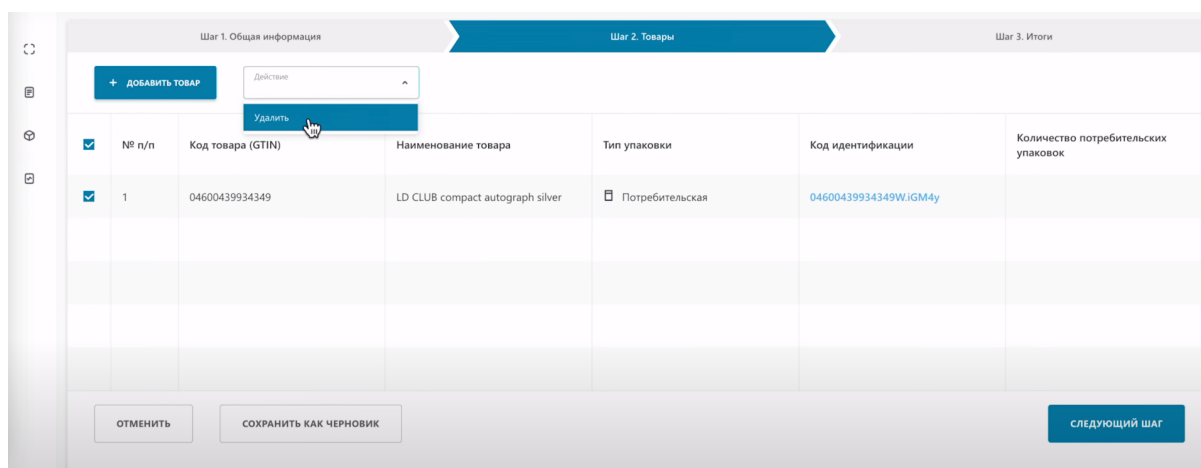 Шаг 1. Общая информация
Шаг 2. Товары
Шаг 3. Итоги
+ ДОБАВИТЬ ТОВАР
Действие
Удалить
№ п/п
Код товара (GTIN)
Наименование товара
Тип упаковки
Код идентификации
Количество потребительских
упаковок
1
04600439934349
LD CLUB compact autograph silver
Потребительская
04600439934349W.iGM4y
ОТМЕНИТЬ
СОХРАНИТЬ КАК ЧЕРНОВИК
СЛЕДУЮЩИЙ ШАГ